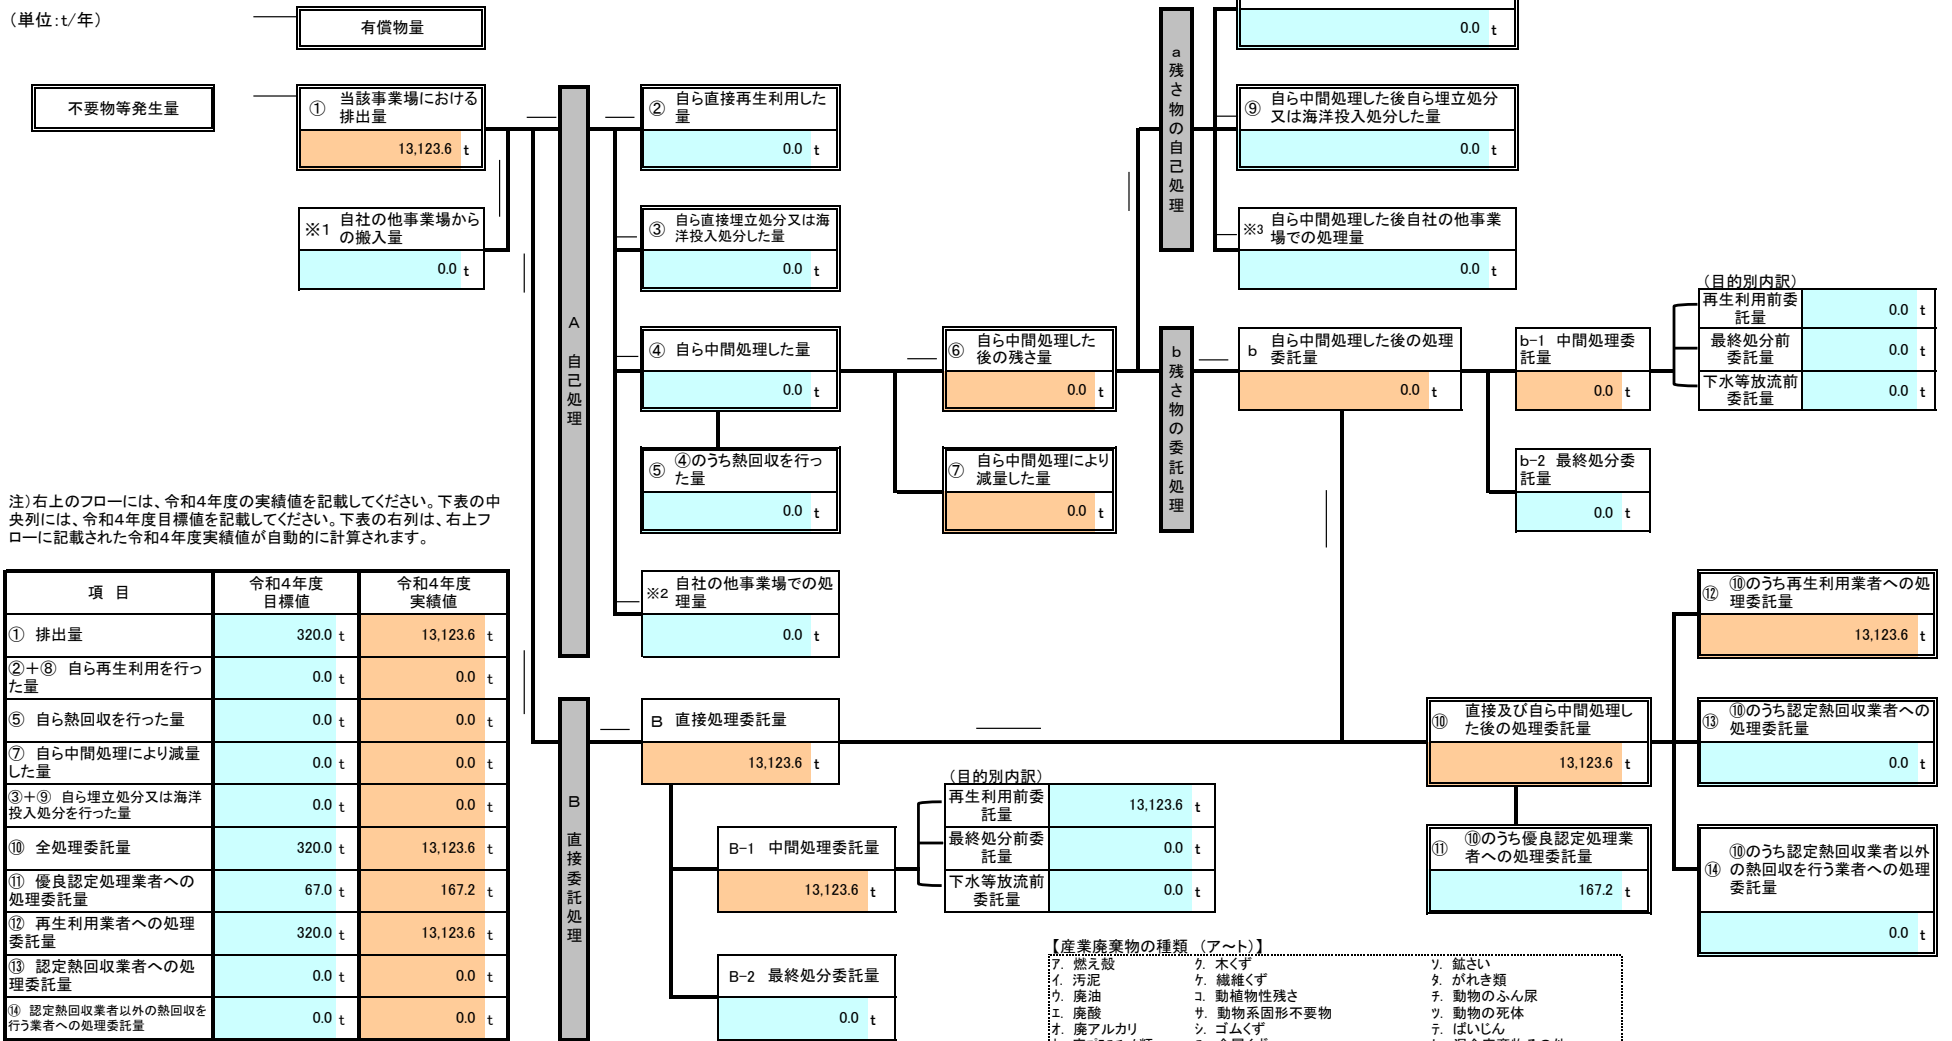 (単位:t/年)
有償物量
0.0 t
不要物等発生量
① 当該事業場における
排出量
13,123.6 t
※1 自社の他事業場から
の搬入量
0.0 t
A 自己処理
② 自ら直接再生利用した
量
0.0 t
③ 自ら直接埋立処分又は海
洋投入処分した量
0.0 t
④ 自ら中間処理した量
0.0 t
⑤ ④のうち熱回収を行っ
た量
0.0 t
※2 自社の他事業場での処
理量
0.0 t
⑥ 自ら中間処理した
後の残さ量
0.0 t
⑦ 自ら中間処理により
減量した量
0.0 t
a 残さ物の自己処理
⑨ 自ら中間処理した後自ら埋立処分
又は海洋投入処分した量
0.0 t
※3 自ら中間処理した後自社の他事業
場での処理量
0.0 t
b 残さ物の委託処理
b 自ら中間処理した後の処理
委託量
0.0 t
b-1 中間処理委
託量
0.0 t
b-2 最終処分委
託量
0.0 t
(目的別内訳)
再生利用前委
託量 0.0 t
最終処分前
委託量 0.0 t
下水等放流前
委託量 0.0 t
注)右上のフローには、令和4年度の実績値を記載してください。下表の中
央列には、令和4年度目標値を記載してください。下表の右列は、右上フ
ローに記載された令和4年度実績値が自動的に計算されます。
項 目 令和4年度
目標値 令和4年度
実績値
① 排出量 320.0 t 13,123.6 t
②+⑧ 自ら再生利用を行っ
た量 0.0 t 0.0 t
⑤ 自ら熱回収を行った量 0.0 t 0.0 t
⑦ 自ら中間処理により減量
した量 0.0 t 0.0 t
③+⑨ 自ら埋立処分又は海洋
投入処分を行った量 0.0 t 0.0 t
⑩ 全処理委託量 320.0 t 13,123.6 t
⑪ 優良認定処理業者への
処理委託量 67.0 t 167.2 t
⑫ 再生利用業者への処理
委託量 320.0 t 13,123.6 t
⑬ 認定熱回収業者への処
理委託量 0.0 t 0.0 t
⑭ 認定熱回収業者以外の熱回収を
行う業者への処理委託量 0.0 t 0.0 t
B 直接委託処理
B 直接処理委託量
13,123.6 t
B-1 中間処理委託量
13,123.6 t
B-2 最終処分委託量
0.0 t
(目的別内訳)
再生利用前委
託量 13,123.6 t
最終処分前委
託量 0.0 t
下水等放流前
委託量 0.0 t
⑩ 直接及び自ら中間処理し
た後の処理委託量
13,123.6 t
⑪ ⑩のうち優良認定処理業
者への処理委託量
167.2 t
⑫ ⑩のうち再生利用業者への処
理委託量
13,123.6 t
⑬ ⑩のうち認定熱回収業者への
処理委託量
0.0 t
⑭ ⑩のうち認定熱回収業者以外
の熱回収を行う業者への処理
委託量
0.0 t
【産業廃棄物の種類 (ア~ト)】
ア. 燃え殻 ク. 木くず ソ. 鉱さい
イ. 汚泥 ケ. 繊維くず タ. がれき類
ウ. 廃油 コ. 動植物性残さ チ. 動物のふん尿
エ. 廃酸 サ. 動物系固形不要物 ツ. 動物の死体
オ. 廃アルカリ シ. ゴムくず テ. ばいじん